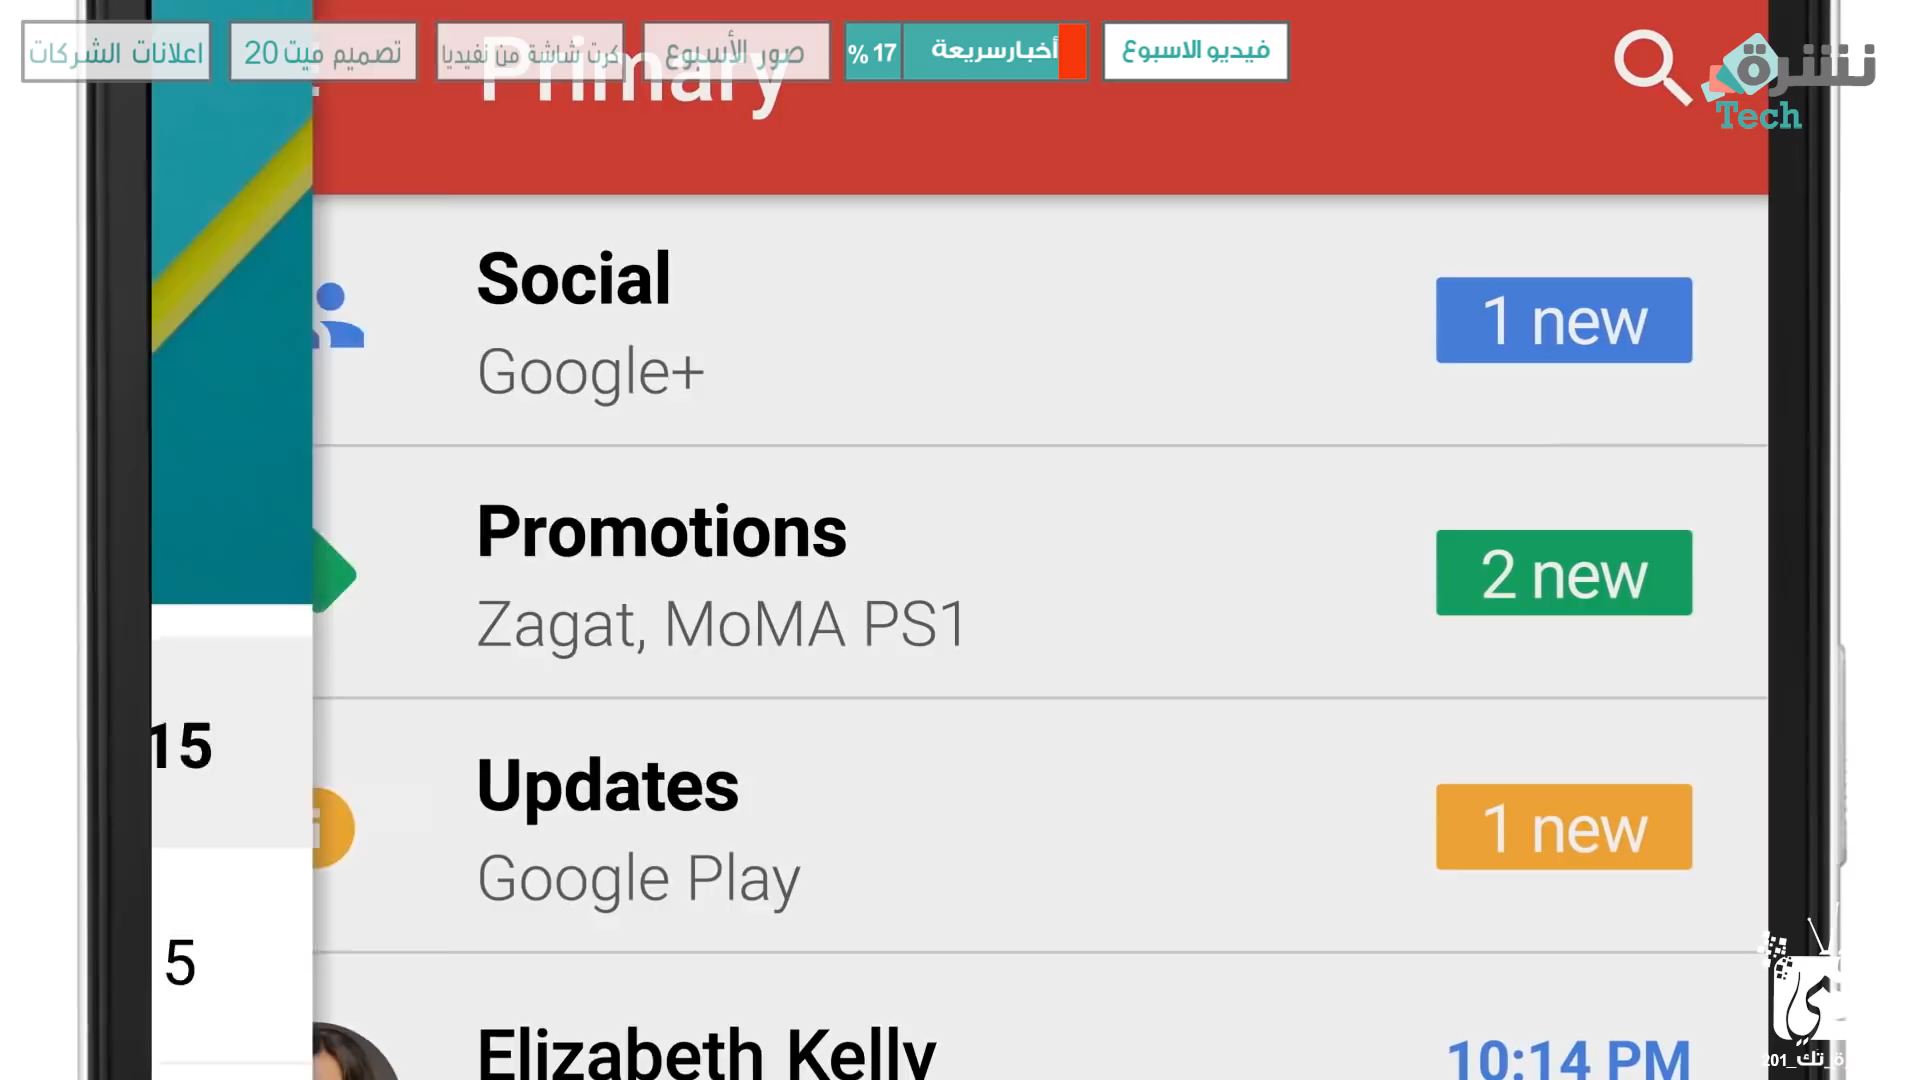 فيديو الاسبوع
أخبارسريعة
% 17
صور الأسبوع
كرت شاشة من نفيديا
تصميم ميت 20
اعلانات الشركات
Primary
نشرة
Tech
Social
Google+
1 new
Promotions
Zagat, MoMA PS1
2 new
15
Updates
Google Play
1 new
5
Elizabeth Kelly
10:14 PM